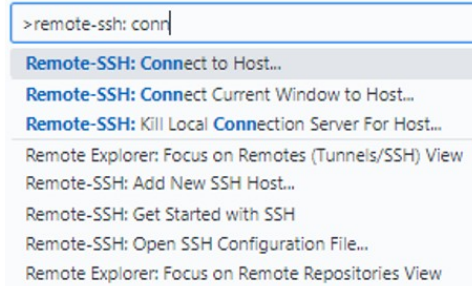 >remote-ssh: conn
Remote-SSH: Connect to Host...
Remote-SSH: Connect Current Window to Host...
Remote-SSH: Kill Local Connection Server For Host...
Remote Explorer: Focus on Remotes (Tunnels/SSH) View
Remote-SSH: Add New SSH Host...
Remote-SSH: Get Started with SSH
Remote-SSH: Open SSH Configuration File...
Remote Explorer: Focus on Remote Repositories View